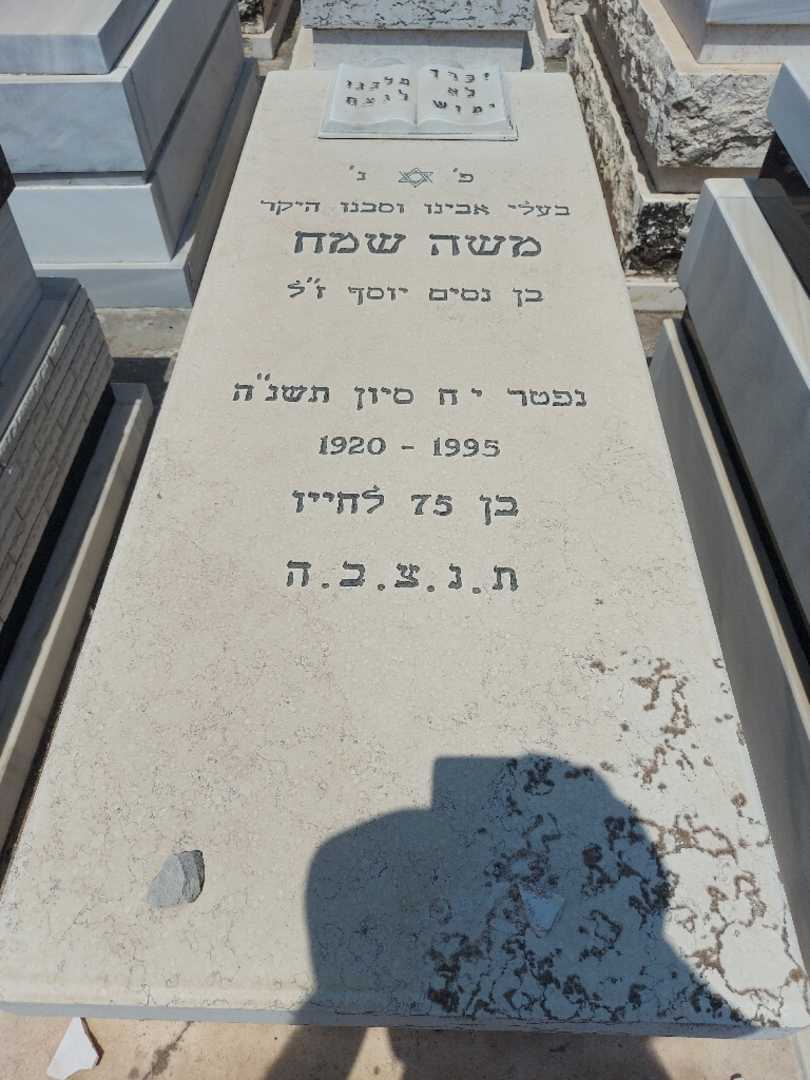 זכרך
לא
ימוש
מלבנו
לנצח
פ' נ'
בעלי אבינו וסבנו היקר
משה שמח
בן נסים יוסף ז"ל
נפטר י"ח סיון תשנ"ה
1920 - 1995
בן 75 לחייו
ת.נ.צ.ב.ה